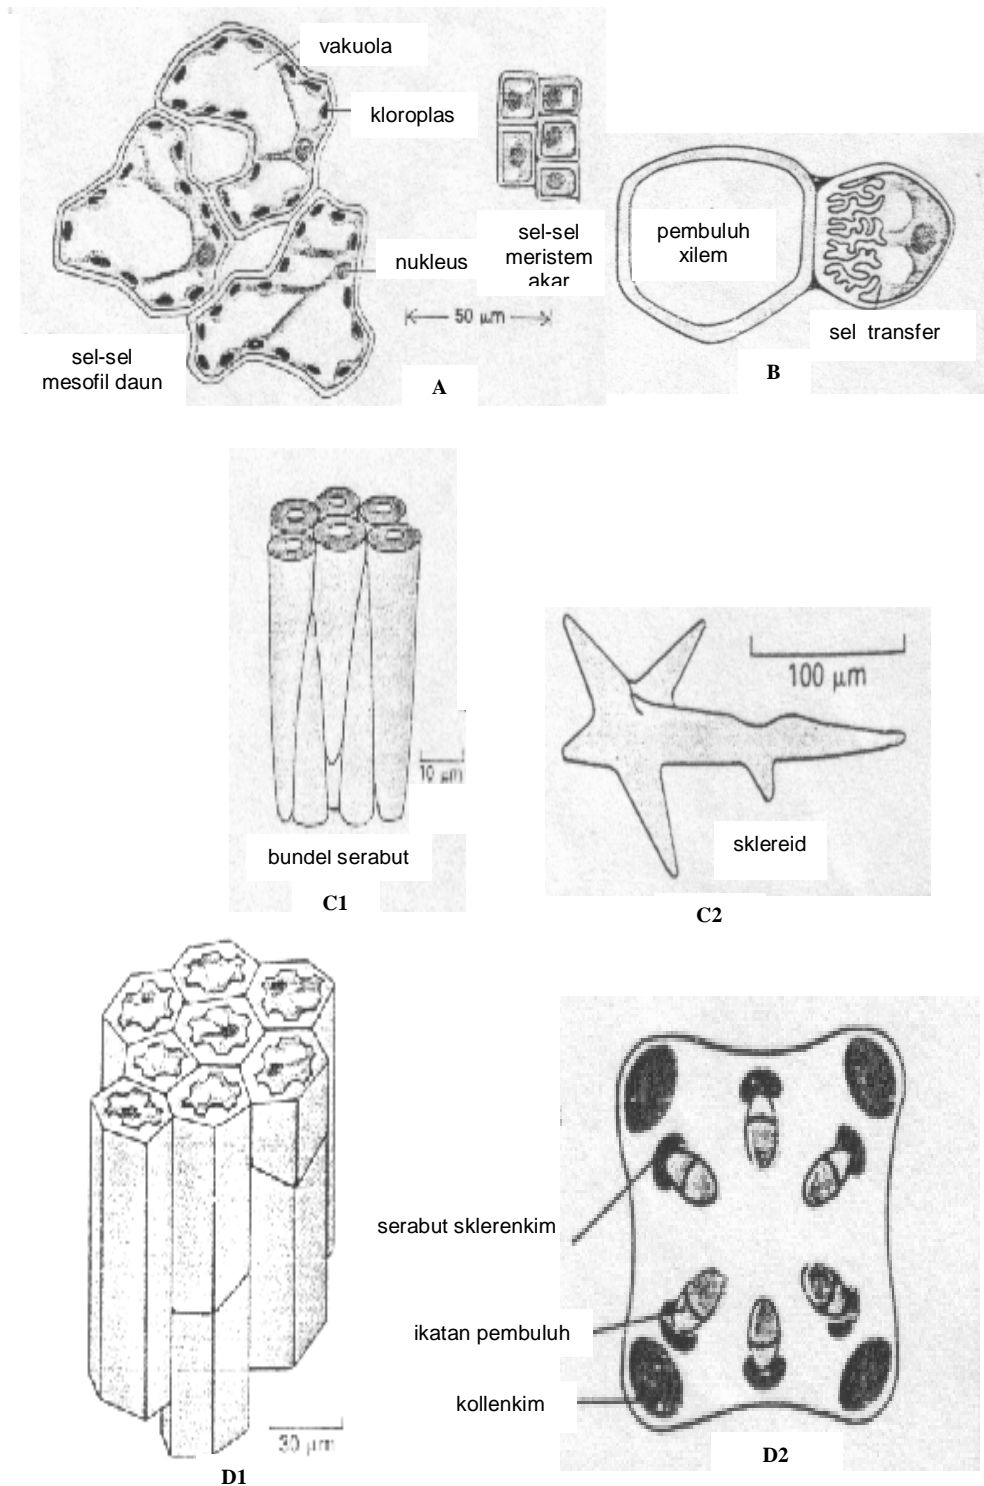 vakuola
kloroplas
sel-sel
meristem
akar
nukleus
50 µm
pembuluh
xilem
sel transfer
sel-sel
mesofil daun
A
B
10 µm
bundel serabut
C1
100 µm
sklereid
C2
serabut sklerenkim
ikatan pembuluh
kollenkim
30 µm
D1
D2